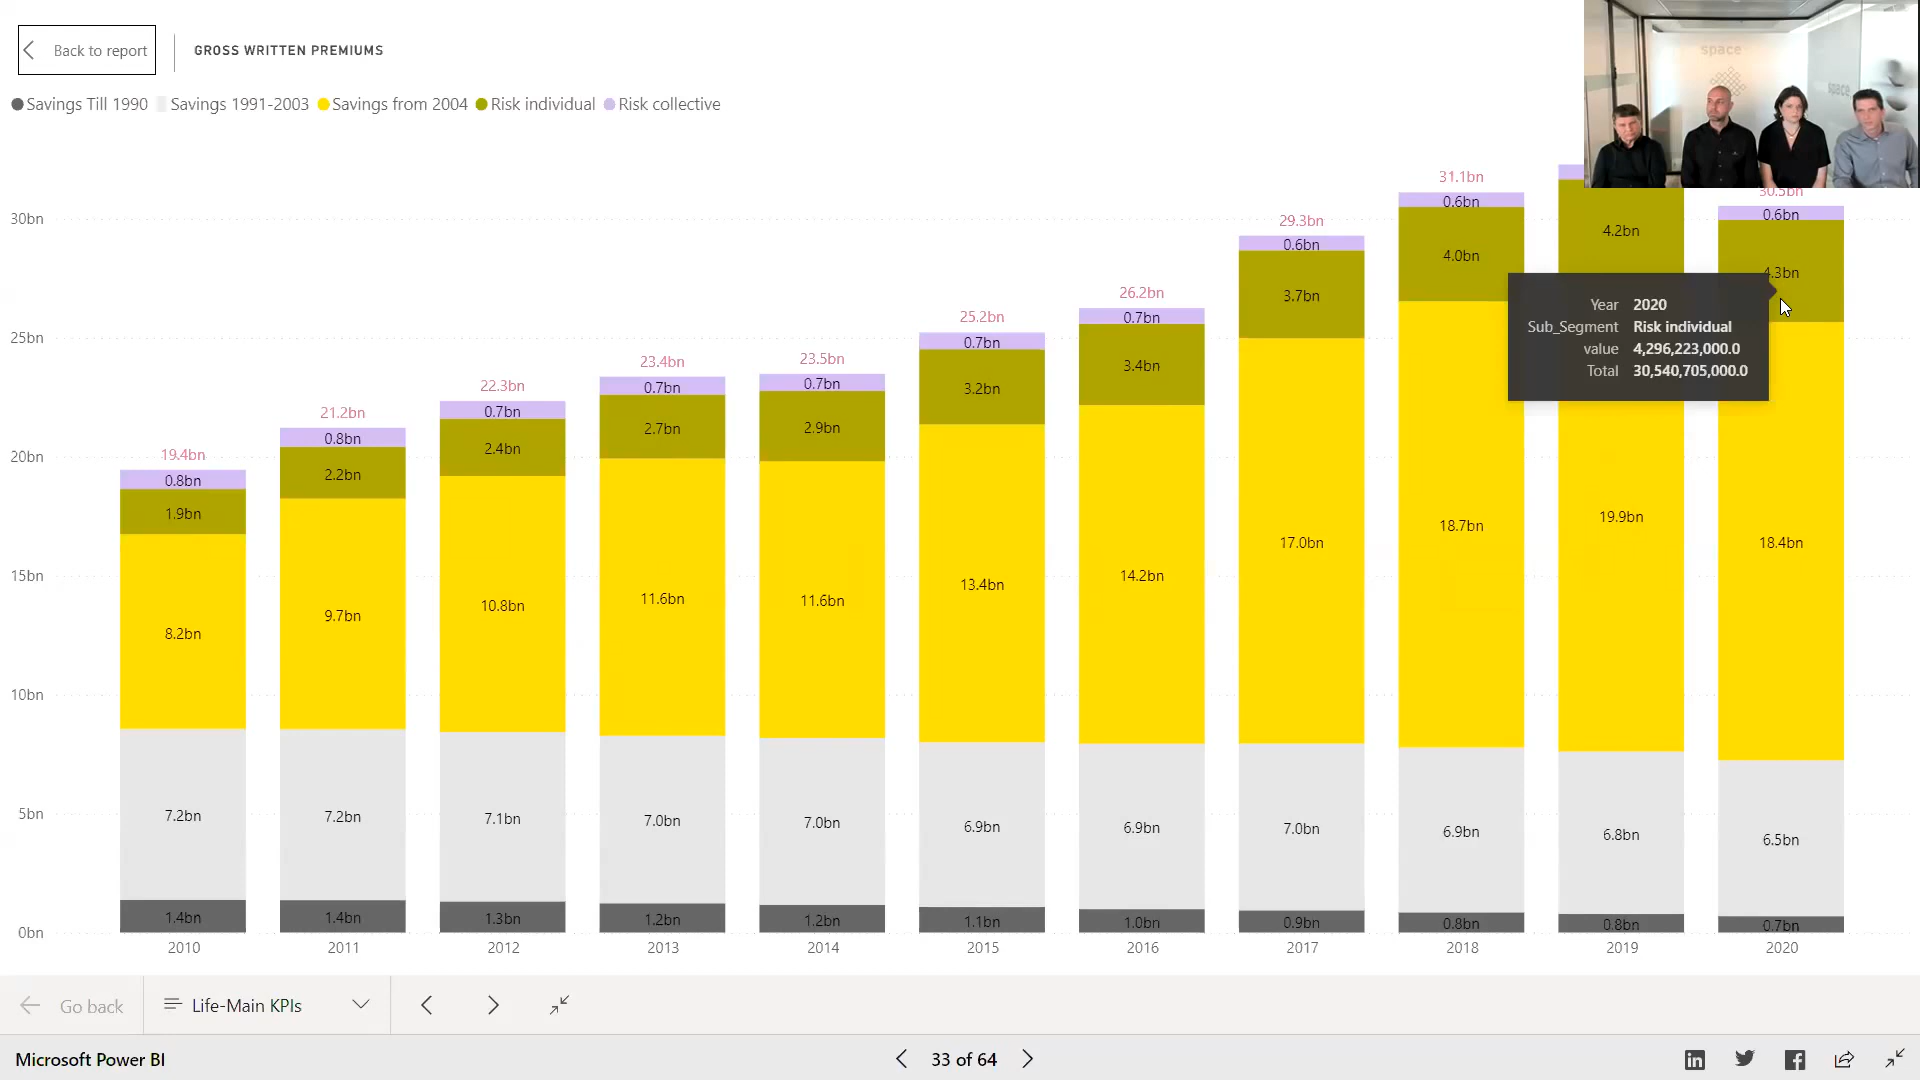 Back to report
GROSS WRITTEN PREMIUMS
space
space
Savings Till 1990 Savings 1991-2003 Savings from 2004 Risk individual Risk collective
30bn
25bn
20bn
15bn
10bn
5bn
0bn
19.4bn
0.8bn
1.9bn
8.2bn
7.2bn
1.4bn
21.2bn
0.8bn
2.2bn
9.7bn
7.2bn
1.4bn
22.3bn
0.7bn
2.4bn
10.8bn
7.1bn
1.3bn
23.4bn
0.7bn
2.7bn
11.6bn
7.0bn
1.2bn
23.5bn
0.7bn
2.9bn
11.6bn
7.0bn
1.2bn
25.2bn
0.7bn
3.2bn
13.4bn
6.9bn
1.1bn
26.2bn
0.7bn
3.4bn
14.2bn
6.9bn
1.0bn
29.3bn
0.6bn
3.7bn
17.0bn
7.0bn
0.9bn
31.1bn
0.6bn
4.0bn
18.7bn
6.9bn
0.8bn
4.2bn
19.9bn
6.8bn
0.8bn
30.5bn
0.6bn
4.3bn
18.4bn
6.5bn
0.7bn
Year 2020
Sub_Segment Risk individual
value 4,296,223,000.0
Total 30,540,705,000.0
2010 2011 2012 2013 2014 2015 2016 2017 2018 2019 2020
Go back
Life-Main KPIs
Microsoft Power BI
33 of 64